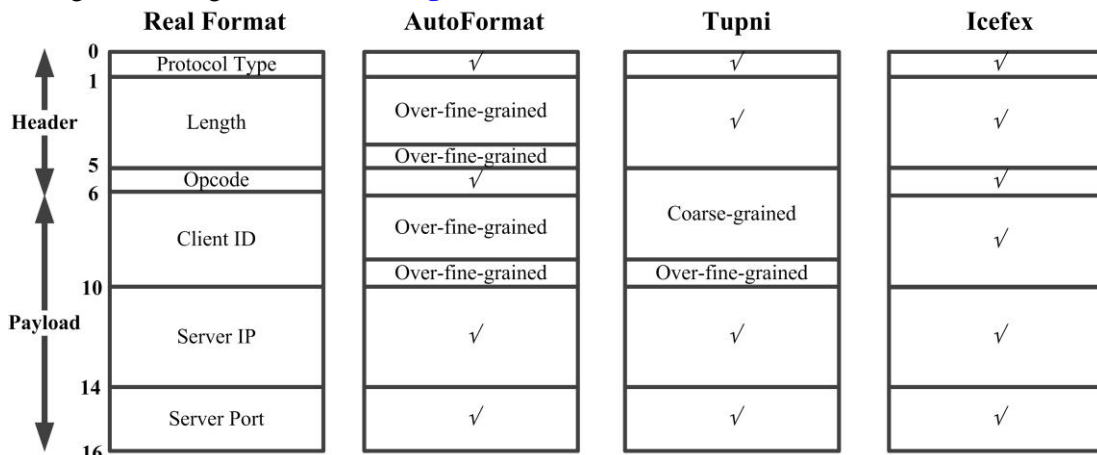 Real Format AutoFormat Tupni Icefex
0
Protocol Type √ √ √
1
Header Length Over-fine-grained √ √
Over-fine-grained
5
Opcode √ √
6
Client ID Over-fine-grained Coarse-grained √
Over-fine-grained Over-fine-grained
10
Payload Server IP √ √ √
14
Server Port √ √ √
16